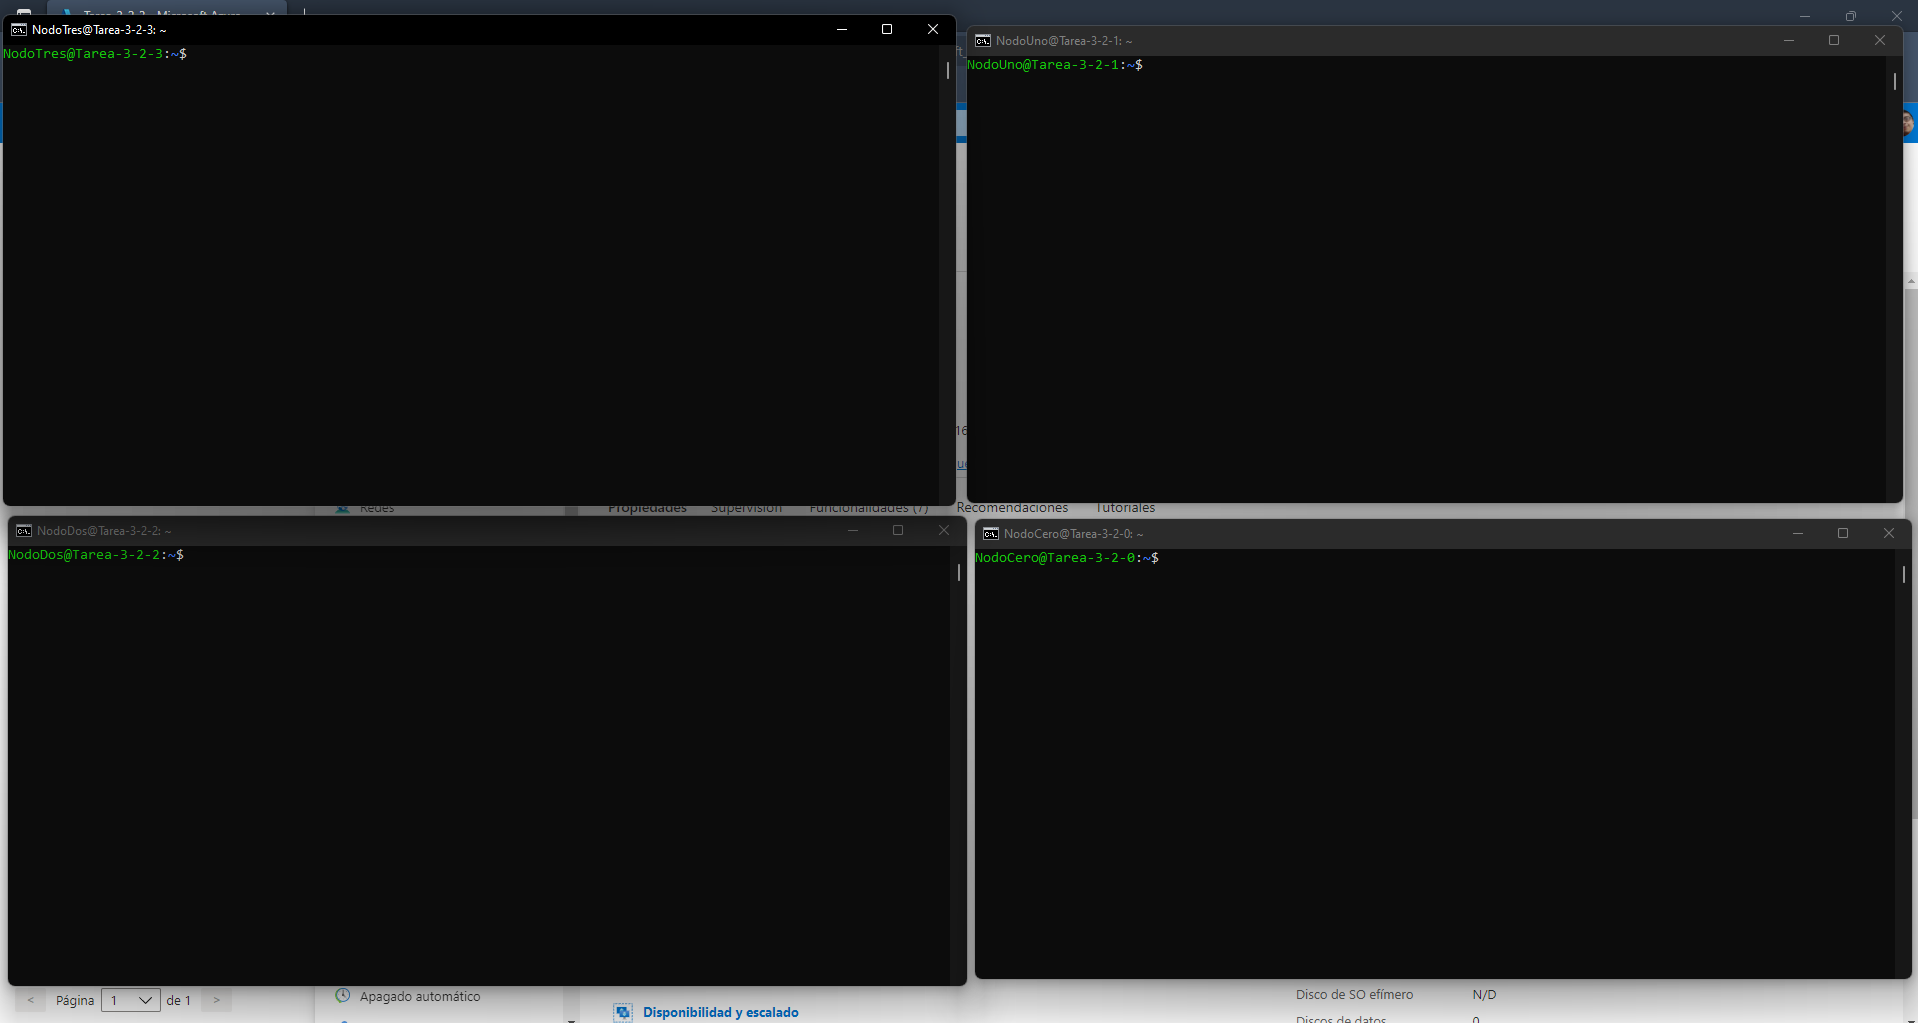 NodoTres@Tarea-3-2-3: ~
NodoTres@Tarea-3-2-3:~$
NodoUno@Tarea-3-2-1: ~
NodoUno@Tarea-3-2-1:~$
16
Redes
Propiedades Supervisión Funcionalidades (7) Recomendaciones Tutoriales
NodoDos@Tarea-3-2-2: ~
NodoDos@Tarea-3-2-2:~$
NodoCero@Tarea-3-2-0: ~
NodoCero@Tarea-3-2-0:~$
< Página 1 de 1 >
Apagado automático
Disponibilidad y escalado
Disco de SO efímero N/D
Discos de datos 0